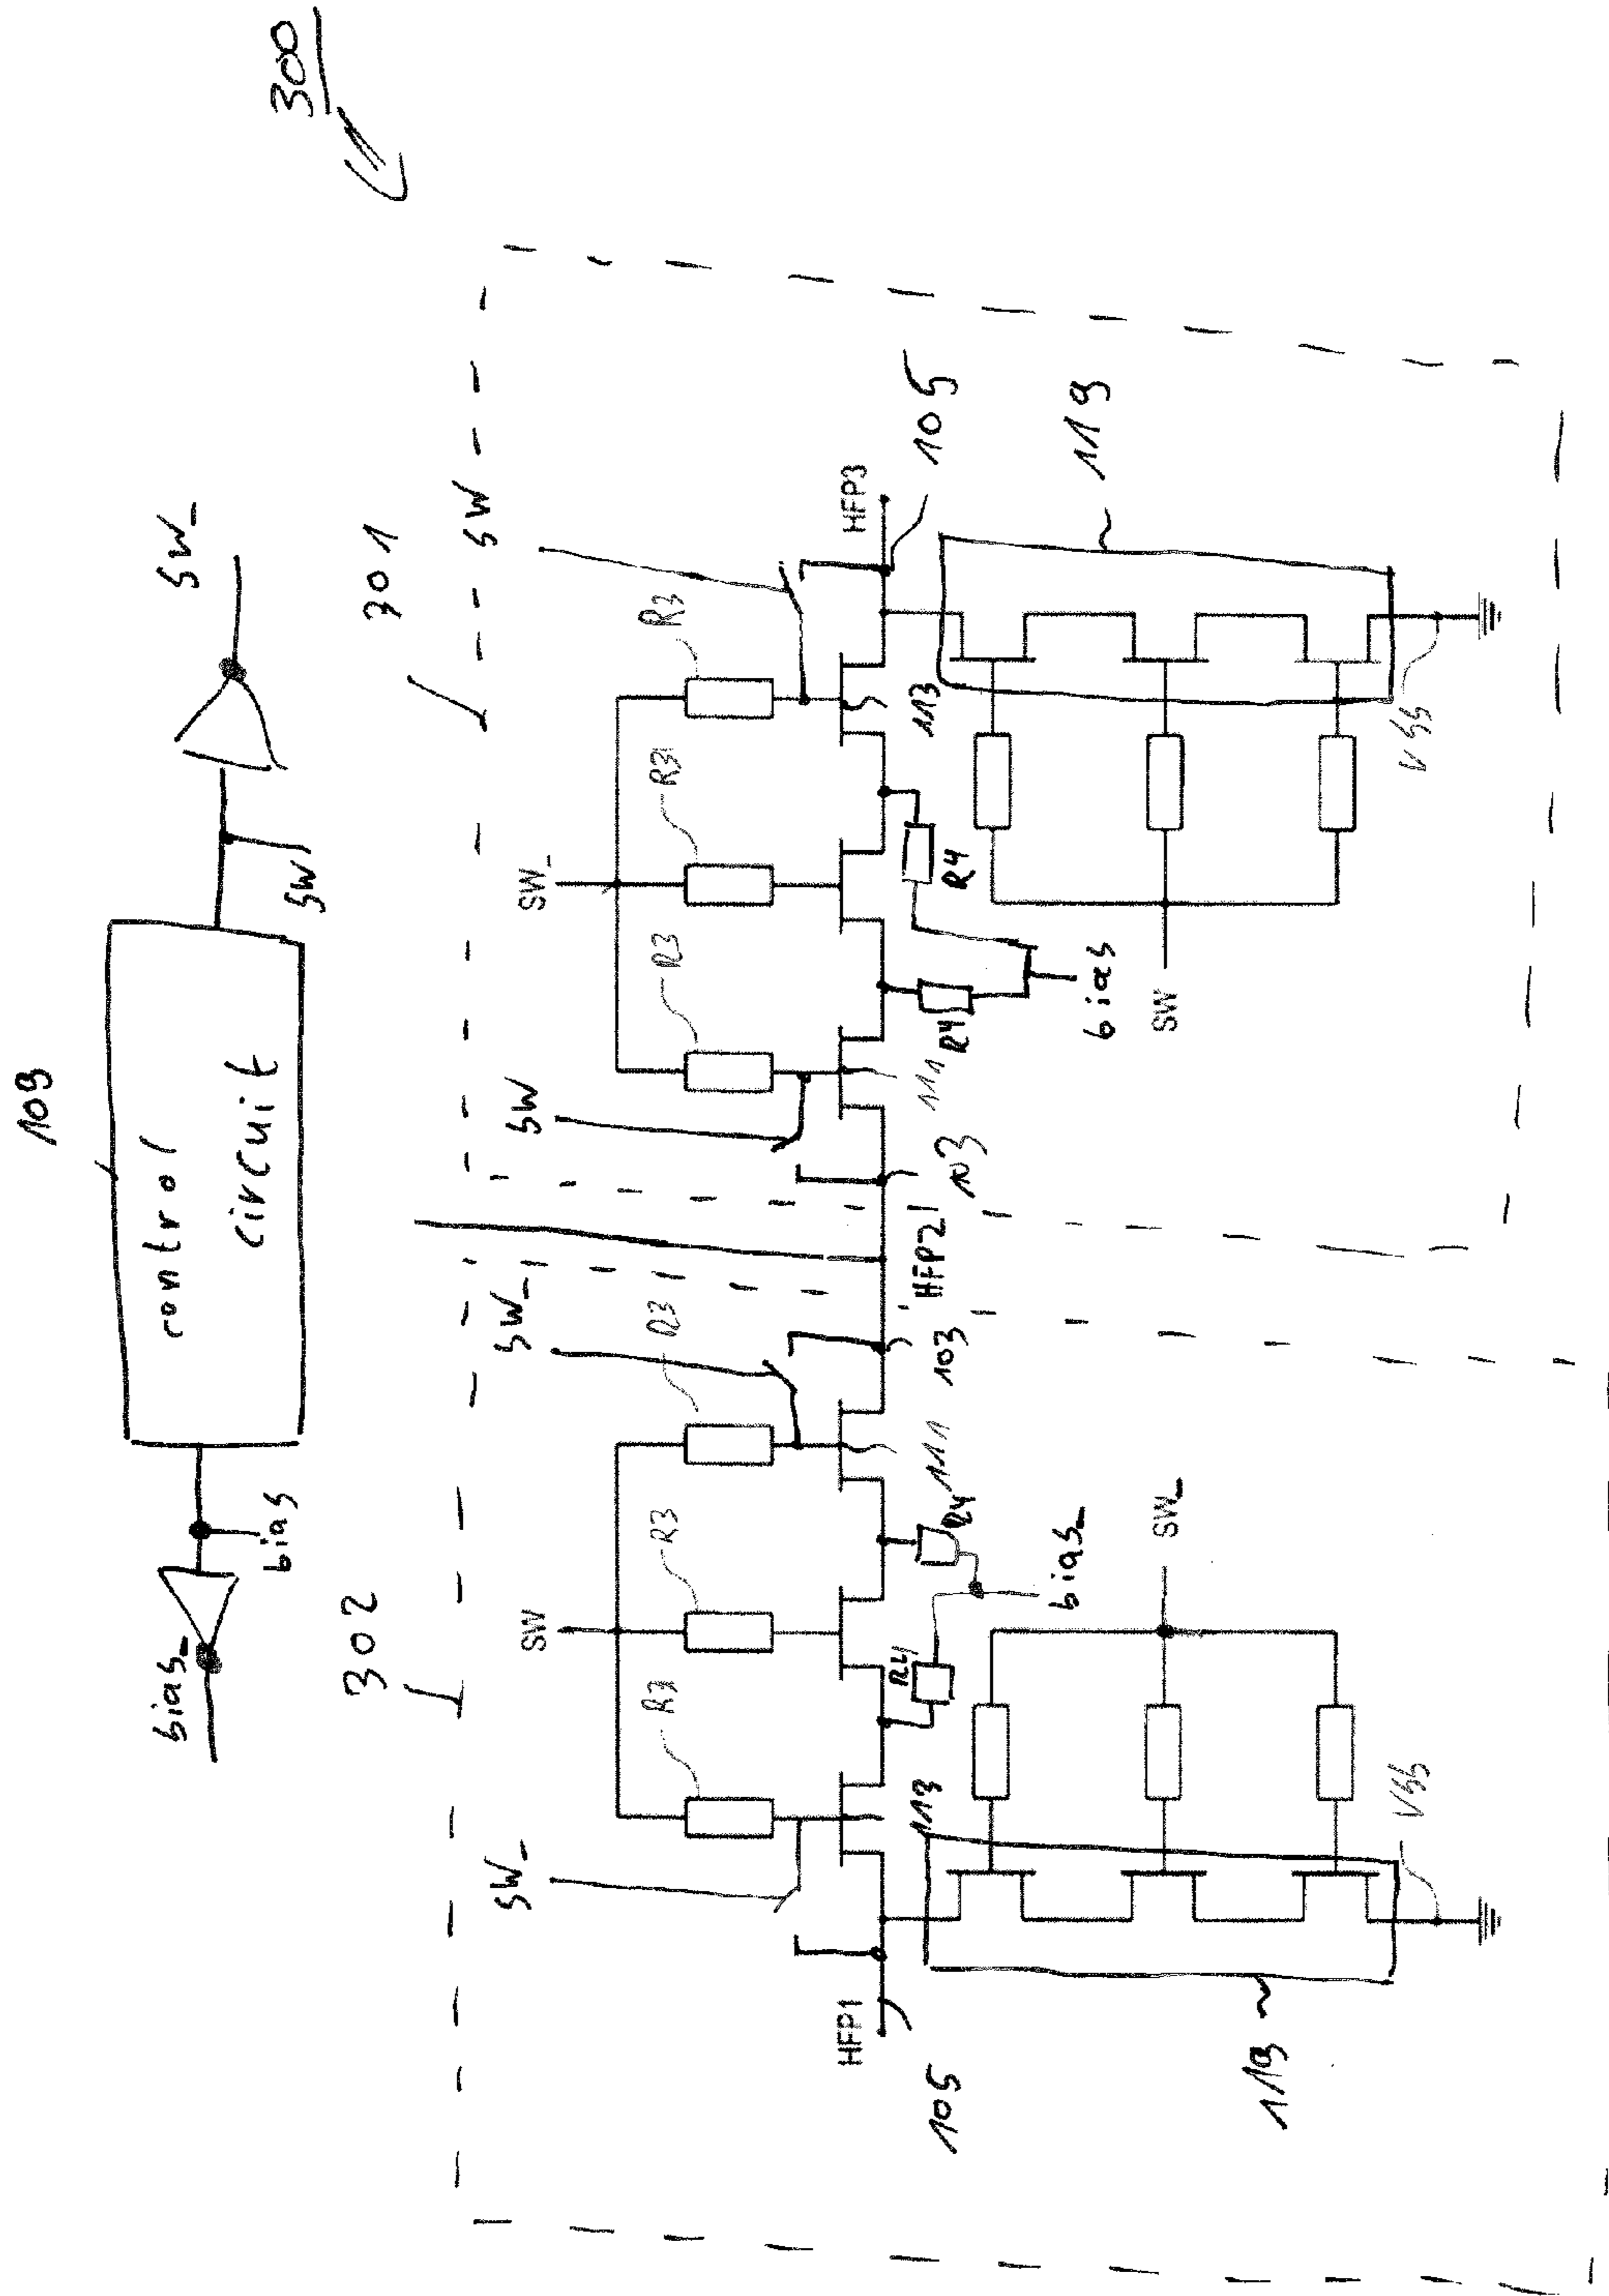 300
109
control
circuit
bias_
bias
SW
SW_
302
301
SW_
SW
SW_
SW
SW_
SW
R3
R3
R3
R3
R3
R3
HFP1
HFP2
HFP3
105
113
R4
R4
111
103
103
111
R4
R4
113
105
bias_
bias
SW_
SW
119
119
VSS
VSS